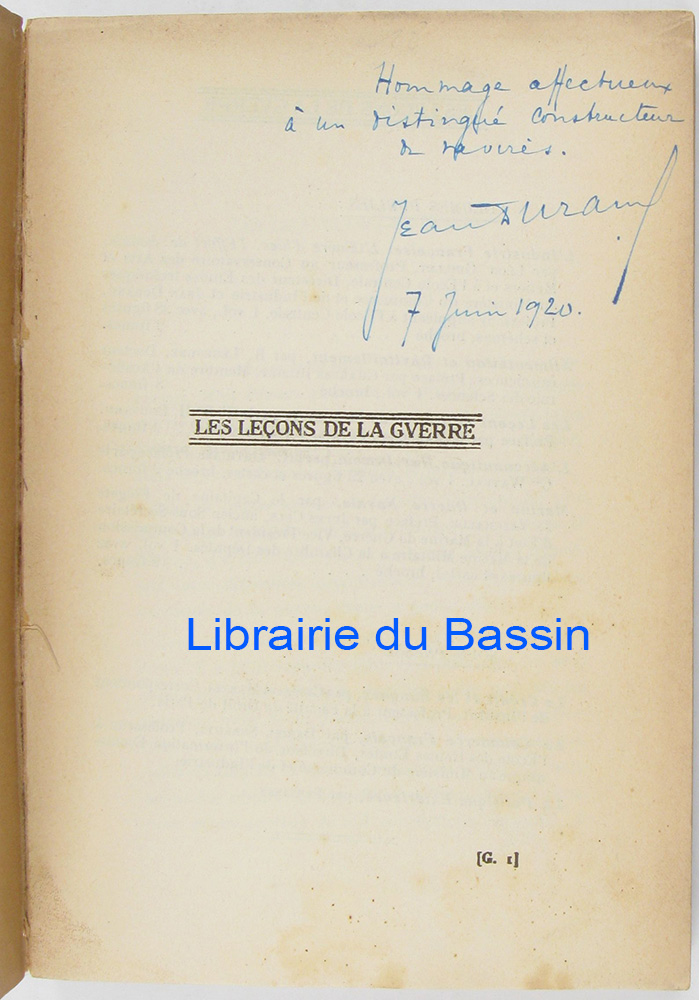 Hommage affectueux
à un distingué constructeur
de navires.
Jean Durand
7 Juin 1920.
LES LEÇONS DE LA GVERRE
Librairie du Bassin
[G. 1]